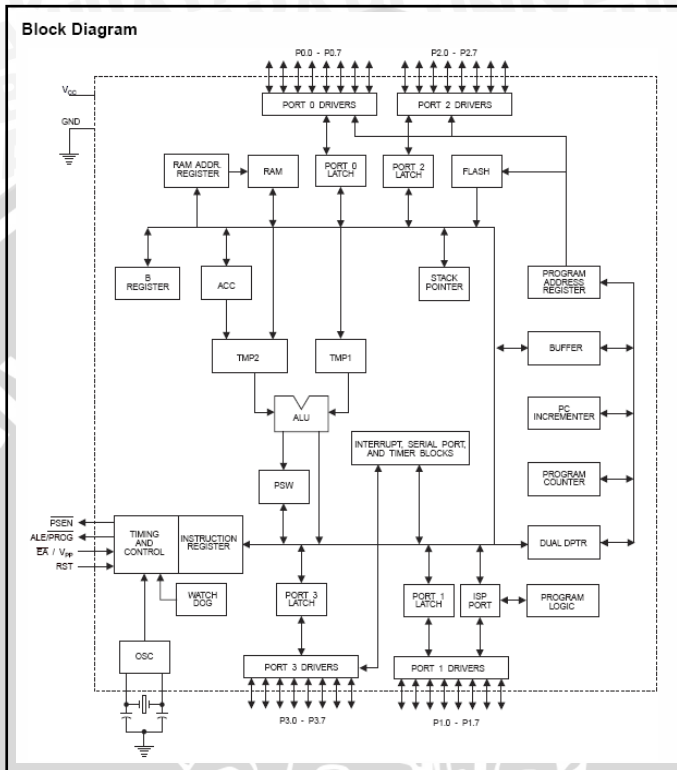 Block Diagram
P0.0 - P0.7
P2.0 - P2.7
VCC
PORT 0 DRIVERS
PORT 2 DRIVERS
GND
RAM ADDR.
REGISTER
RAM
PORT 0
LATCH
PORT 2
LATCH
FLASH
B
REGISTER
ACC
STACK
POINTER
PROGRAM
ADDRESS
REGISTER
TMP2
TMP1
BUFFER
ALU
PC
INCREMENTER
INTERRUPT, SERIAL PORT,
AND TIMER BLOCKS
PSW
PROGRAM
COUNTER
PSEN
ALE/PROG
EA / VPP
RST
TIMING
AND
CONTROL
INSTRUCTION
REGISTER
DUAL DPTR
WATCH
DOG
PORT 3
LATCH
PORT 1
LATCH
ISP
PORT
PROGRAM
LOGIC
OSC
PORT 3 DRIVERS
PORT 1 DRIVERS
P3.0 - P3.7
P1.0 - P1.7